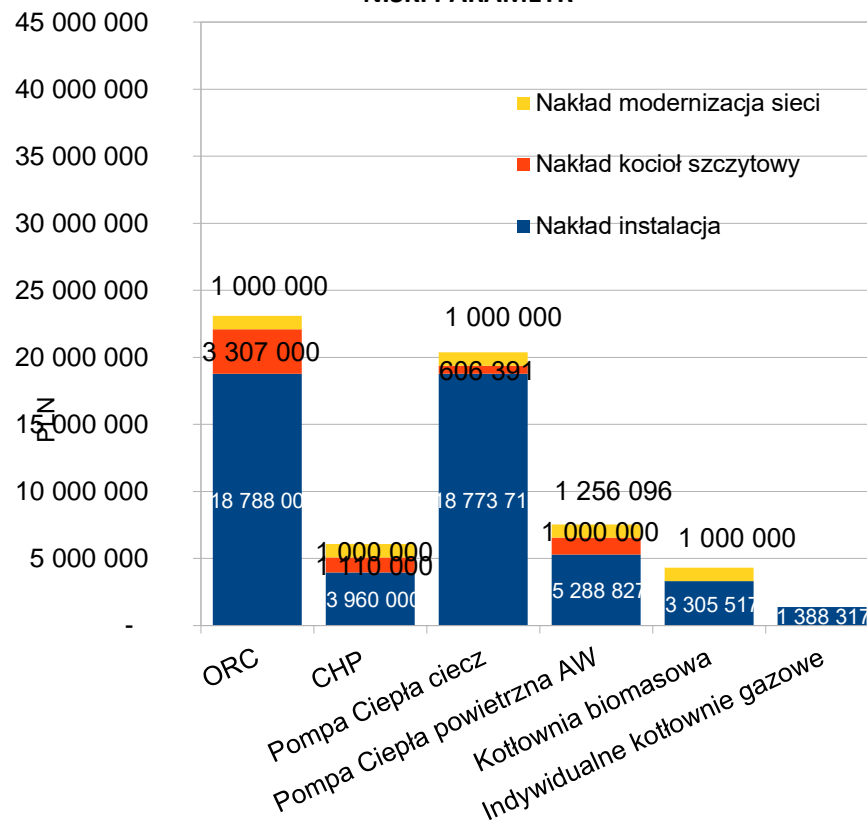 NISKI PARAMETR
45 000 000
40 000 000
35 000 000
30 000 000
25 000 000
20 000 000
15 000 000
10 000 000
5 000 000
-
PLN
Nakład modernizacja sieci
Nakład kocioł szczytowy
Nakład instalacja
1 000 000
3 307 000
18 788 00
1 000 000
1 110 000
3 960 000
1 000 000
606 391
18 773 71
1 256 096
1 000 000
5 288 827
1 000 000
3 305 517
1 388 317
ORC
CHP
Pompa Ciepła ciecz
Pompa Ciepła powietrzna AW
Kotłownia biomasowa
Indywidualne kotłownie gazowe